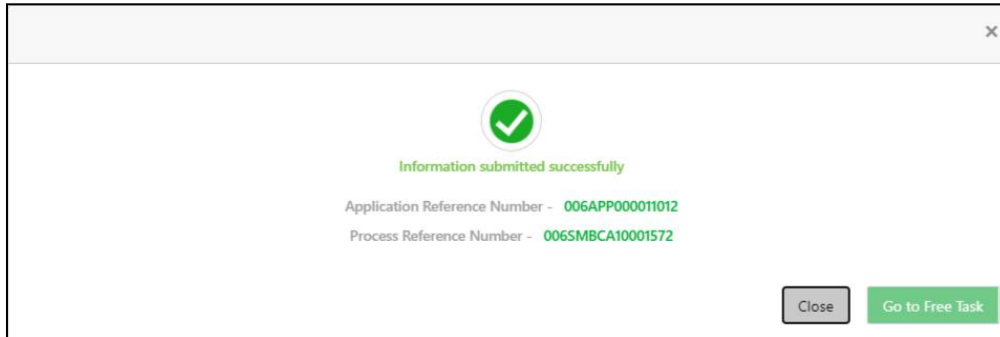 ×
Information submitted successfully
Application Reference Number - 006APP000011012
Process Reference Number - 006SMBCA10001572
Close Go to Free Task